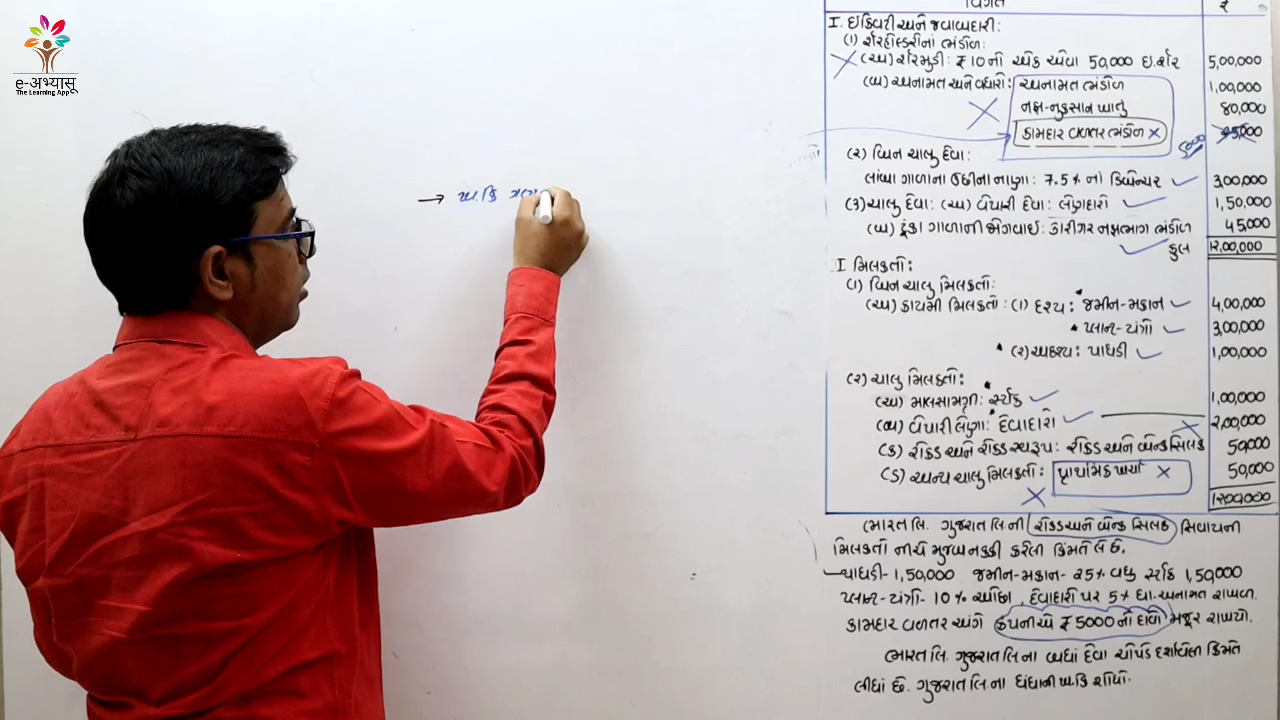 e-अभ्यासू
The Learning App
→ ખ.કિં
વિગત ₹
I. ઇક્વિટી અને જવાબદારી:
(૧) શેરહોલ્ડરોનાં ભંડોળ:
(અ) શેરમુડી: ₹ 10નો એક એવા 50,000 ઇ.શેર 5,00,000
(બ) અનામત અને વધારો: અનામત ભંડોળ 1,00,000
નફા-નુકસાન ખાતું 80,000
કામદાર વળતર ભંડોળ × 5000 25,000
(૨) બિન ચાલુ દેવા:
લાંબા ગાળાના ઉછીના નાણા: 7.5% ના ડિબેન્ચર 3,00,000
(૩) ચાલુ દેવા: (અ) વેપારી દેવા: લેણદારો 1,50,000
(બ) ટૂંકા ગાળાની જોગવાઇ: કારીગર નફાભાગ ભંડોળ 45,000
કુલ 12,00,000
I મિલકતો:
(૧) બિન ચાલુ મિલકતો:
(અ) કાયમી મિલકતો: (૧) દૃશ્ય: જમીન-મકાન 4,00,000
પ્લાન્ટ-યંત્રો 3,00,000
(૨) અદૃશ્ય: પાઘડી 1,00,000
(૨) ચાલુ મિલકતો:
(અ) માલસામગ્રી: સ્ટૉક 1,00,000
(બ) વેપારી લેણા: દેવાદારો 2,00,000
(ક) રોકડ અને રોકડ સ્વરૂપ: રોકડ અને બેન્ક સિલક 50,000
(ડ) અન્ય ચાલુ મિલકતો: પ્રાથમિક ખર્ચા × 50,000
1200000
ભારત લિ. ગુજરાત લિ.ની રોકડ અને બેન્ક સિલક સિવાયની
મિલકતો નીચે મુજબ નક્કી કરેલી કિંમતે લે છે.
પાઘડી- 1,50,000 જમીન-મકાન- 25% વધુ સ્ટૉક 1,50,000
પ્લાન્ટ-યંત્રો- 10% ઓછા, દેવાદારો પર 5% ઘા.અનામત રાખવી.
કામદાર વળતર અંગે કંપનીએ ₹ 5000 નો દાવો મંજૂર રાખ્યો.
ભારત લિ. ગુજરાત લિ.ના બધાં દેવા ચોપડે દર્શાવેલી કિંમતે
લીધાં છે. ગુજરાત લિ.ના ધંધાની ખ.કિં શોધો.